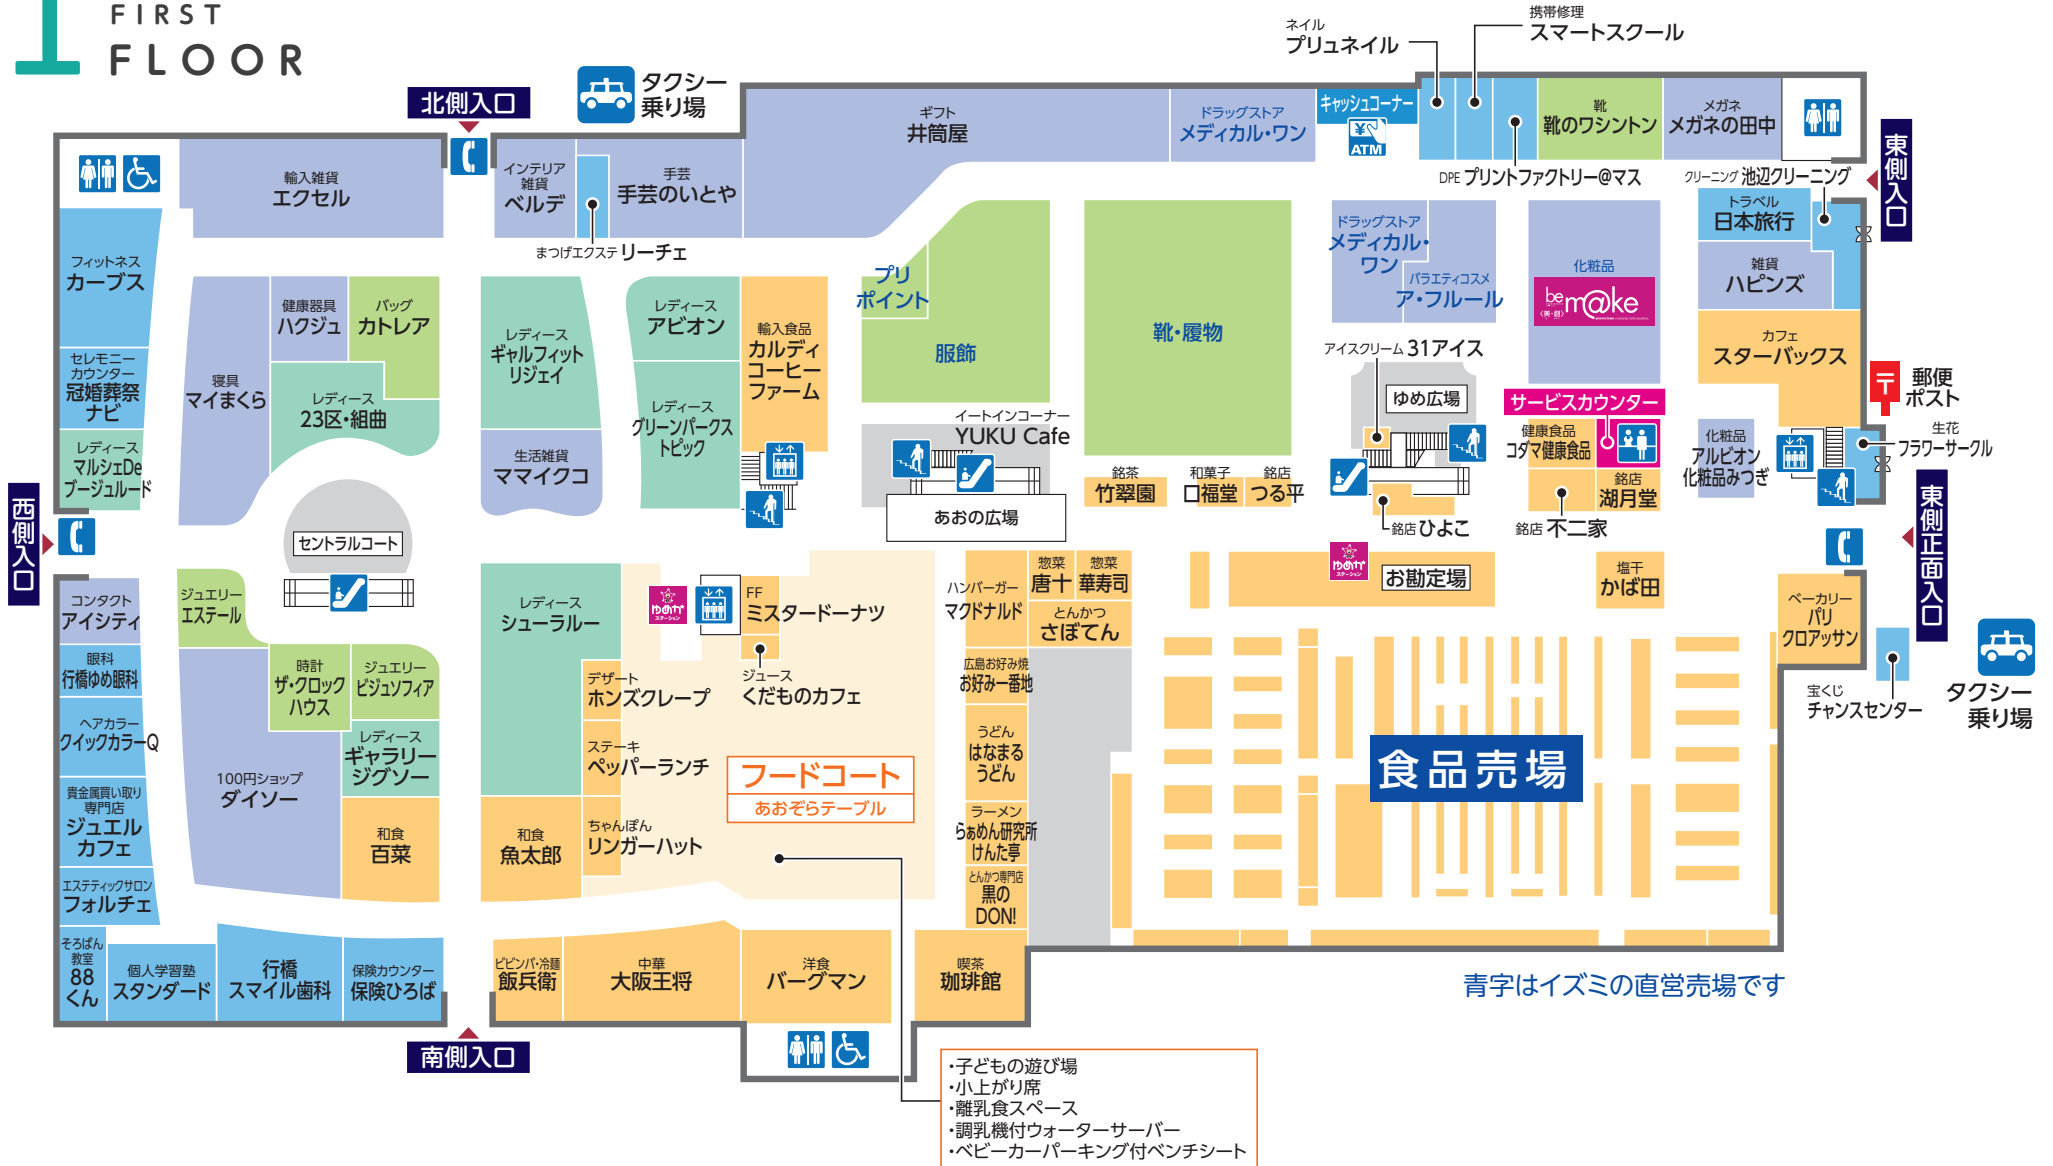 1 FIRST
FLOOR
北側入口
タクシー
乗り場
ネイル
プリュネイル
携帯修理
スマートスクール
輸入雑貨
エクセル
インテリア
雑貨
ベルデ
まつげエクステ リーチェ
手芸
手芸のいとや
ギフト
井筒屋
ドラッグストア
メディカル・ワン
キャッシュコーナー
¥
ATM
DPE プリントファクトリー@マス
靴
靴のワシントン
メガネ
メガネの田中
東側入口
クリーニング 池辺クリーニング
トラベル
日本旅行
雑貨
ハピンズ
カフェ
スターバックス
〒
郵便
ポスト
生花
フラワーサークル
フィットネス
カーブス
セレモニー
カウンター
冠婚葬祭
ナビ
レディース
マルシェDe
ブージュルード
西側入口
寝具
マイまくら
健康器具
ハクジュ
バッグ
カトレア
レディース
23区・組曲
セントラルコート
レディース
ギャルフィット
リジェイ
生活雑貨
ママイクコ
レディース
アビオン
レディース
グリーンパークス
トピック
輸入食品
カルディ
コーヒー
ファーム
プリ
ポイント
服飾
イートインコーナー
YUKU Cafe
あおの広場
靴・履物
銘茶
竹翠園
和菓子
口福堂
銘店
つる平
ドラッグストア
メディカル・
ワン
バラエティコスメ
ア・フルール
化粧品
be
m@ke
アイスクリーム 31アイス
ゆめ広場
銘店 ひよこ
サービスカウンター
健康食品
コダマ健康食品
銘店
湖月堂
銘店 不二家
化粧品
アルビオン
化粧品みつぎ
東側正面入口
コンタクト
アイシティ
眼科
行橋ゆめ眼科
ヘアカラー
クイックカラーQ
貴金属買い取り
専門店
ジュエル
カフェ
エステティックサロン
フォルチェ
そろばん
教室
88
くん
個人学習塾
スタンダード
行橋
スマイル歯科
保険カウンター
保険ひろば
南側入口
ジュエリー
エステール
時計
ザ・クロック
ハウス
ジュエリー
ビジュソフィア
レディース
ギャラリー
ジグソー
100円ショップ
ダイソー
和食
百菜
レディース
シューラルー
ゆめか
ステーション
FF
ミスタードーナツ
ジュース
くだものカフェ
デザート
ホンズクレープ
ステーキ
ペッパーランチ
ちゃんぽん
リンガーハット
和食
魚太郎
フードコート
あおぞらテーブル
ハンバーガー
マクドナルド
惣菜
唐十
惣菜
華寿司
とんかつ
さぼてん
広島お好み焼
お好み一番地
うどん
はなまる
うどん
ラーメン
らぁめん研究所
けんた亭
とんかつ専門店
黒の
DON!
ビビンバ・冷麺
飯兵衛
中華
大阪王将
洋食
バーグマン
喫茶
珈琲館
ゆめか
ステーション
お勘定場
塩干
かば田
食品売場
ベーカリー
パリ
クロアッサン
宝くじ
チャンスセンター
タクシー
乗り場
青字はイズミの直営売場です
・子どもの遊び場
・小上がり席
・離乳食スペース
・調乳機付ウォーターサーバー
・ベビーカーパーキング付ベンチシート